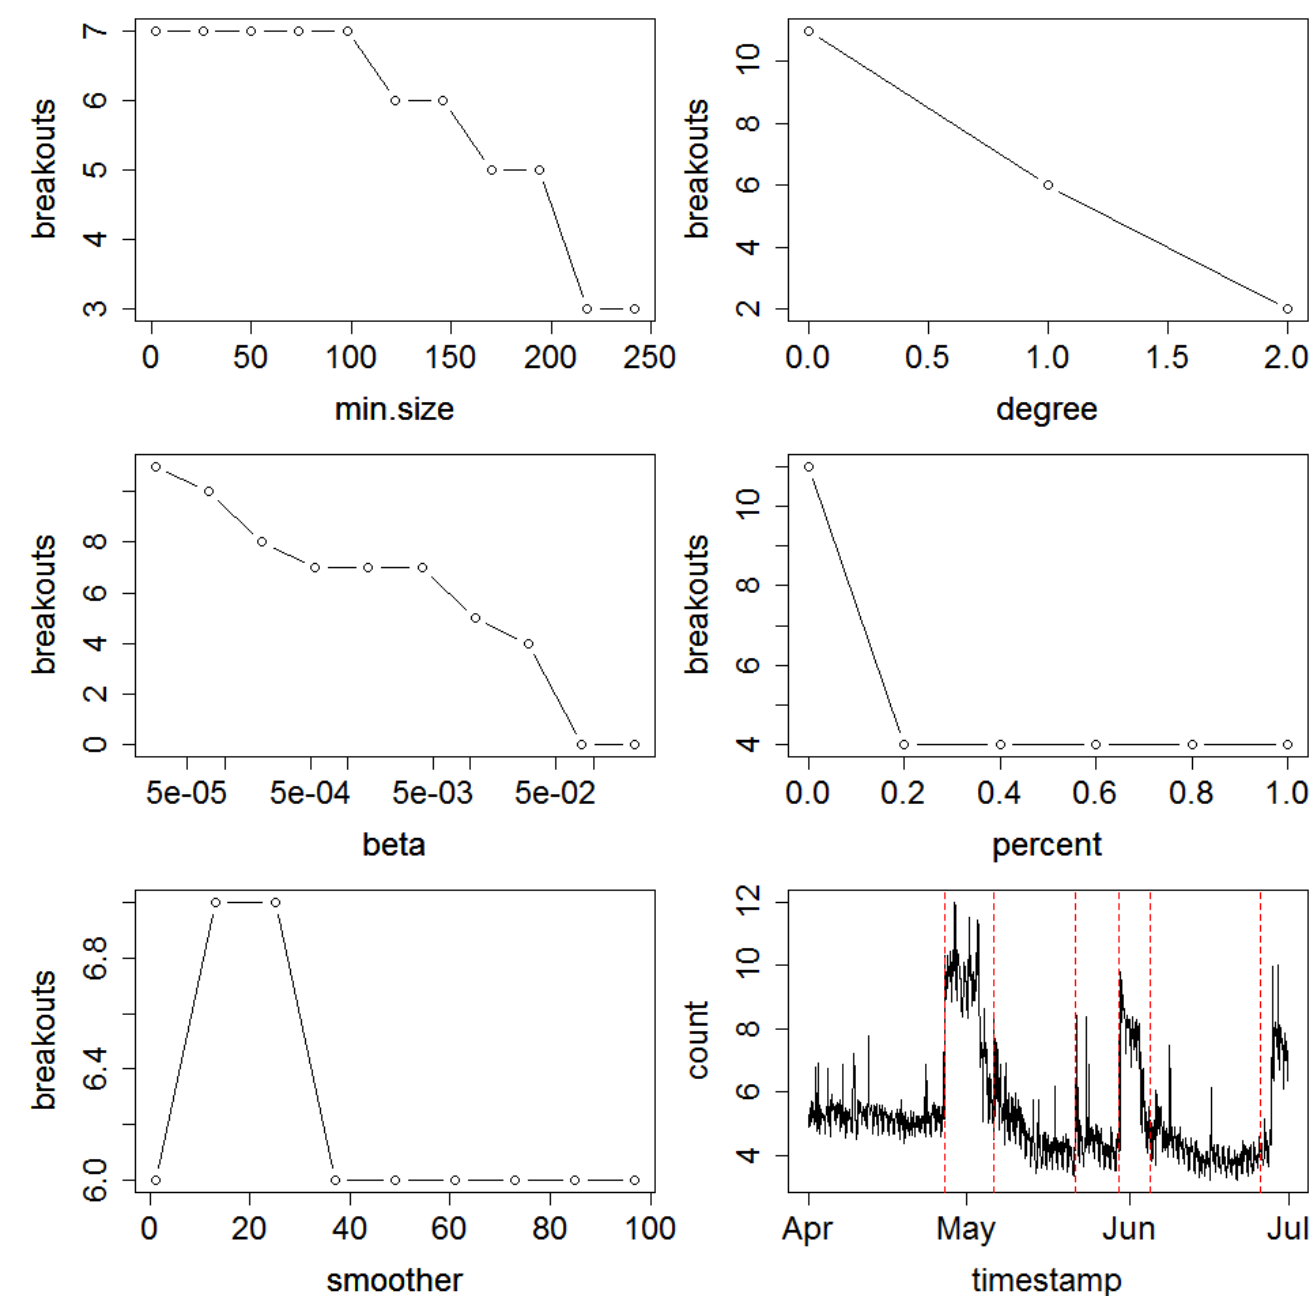 breakouts
7
6
5
4
3
0 50 100 150 200 250
min.size
breakouts
10
8
6
4
2
0.0 0.5 1.0 1.5 2.0
degree
breakouts
8
6
4
2
0
5e-05 5e-04 5e-03 5e-02
beta
breakouts
10
8
6
4
0.0 0.2 0.4 0.6 0.8 1.0
percent
breakouts
6.8
6.4
6.0
0 20 40 60 80 100
smoother
count
12
10
8
6
4
Apr May Jun Jul
timestamp